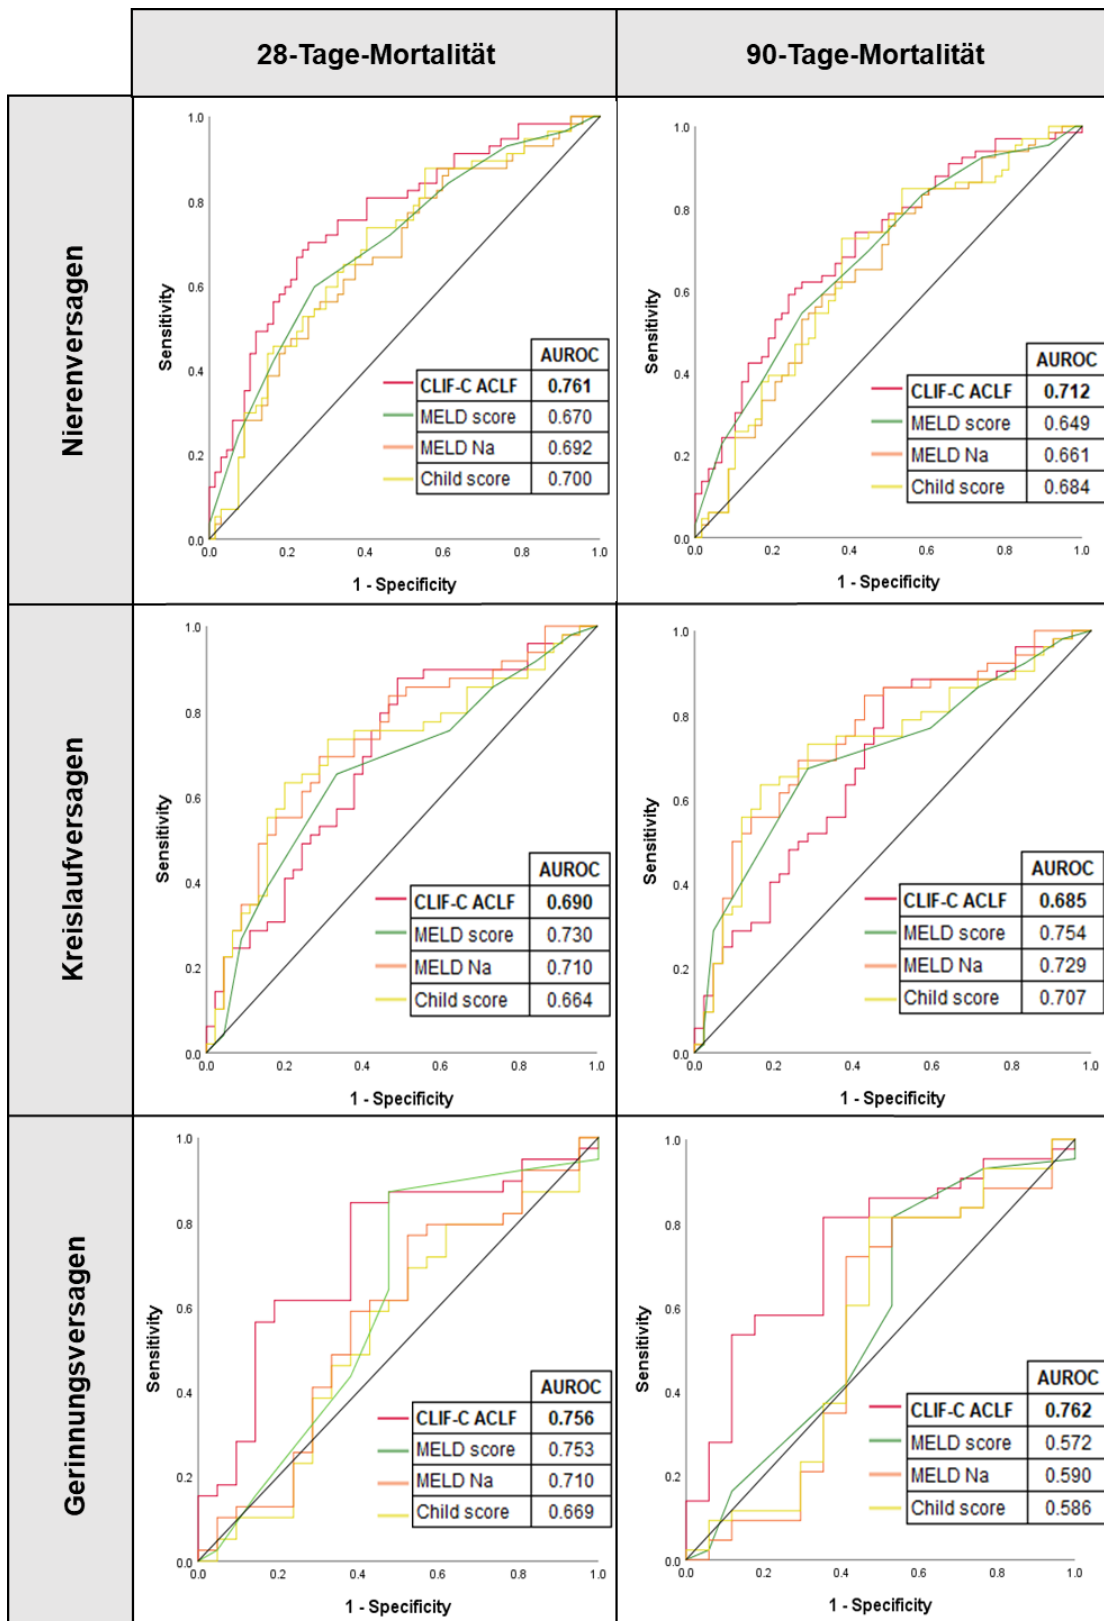 28-Tage-Mortalität
90-Tage-Mortalität
Nierenversagen
Sensitivity
1.0
0.8
0.6
0.4
0.2
0.0
0.0 0.2 0.4 0.6 0.8 1.0
1 - Specificity
AUROC
CLIF-C ACLF 0.761
MELD score 0.670
MELD Na 0.692
Child score 0.700
Sensitivity
1.0
0.8
0.6
0.4
0.2
0.0
0.0 0.2 0.4 0.6 0.8 1.0
1 - Specificity
AUROC
CLIF-C ACLF 0.712
MELD score 0.649
MELD Na 0.661
Child score 0.684
Kreislaufversagen
Sensitivity
1.0
0.8
0.6
0.4
0.2
0.0
0.0 0.2 0.4 0.6 0.8 1.0
1 - Specificity
AUROC
CLIF-C ACLF 0.690
MELD score 0.730
MELD Na 0.710
Child score 0.664
Sensitivity
1.0
0.8
0.6
0.4
0.2
0.0
0.0 0.2 0.4 0.6 0.8 1.0
1 - Specificity
AUROC
CLIF-C ACLF 0.685
MELD score 0.754
MELD Na 0.729
Child score 0.707
Gerinnungsversagen
Sensitivity
1.0
0.8
0.6
0.4
0.2
0.0
0.0 0.2 0.4 0.6 0.8 1.0
1 - Specificity
AUROC
CLIF-C ACLF 0.756
MELD score 0.753
MELD Na 0.710
Child score 0.669
Sensitivity
1.0
0.8
0.6
0.4
0.2
0.0
0.0 0.2 0.4 0.6 0.8 1.0
1 - Specificity
AUROC
CLIF-C ACLF 0.762
MELD score 0.572
MELD Na 0.590
Child score 0.586